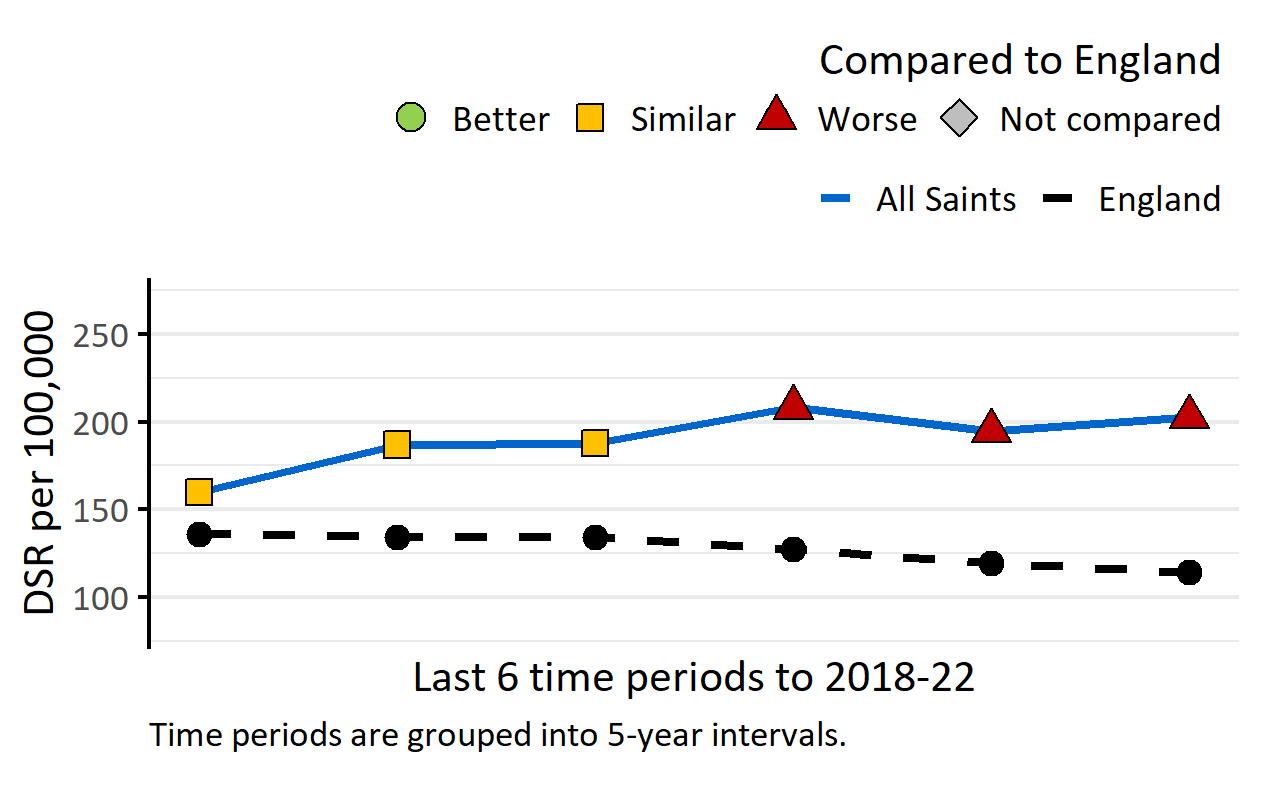 Compared to England
Better Similar Worse Not compared
All Saints England
DSR per 100,000
250
200
150
100
Last 6 time periods to 2018-22
Time periods are grouped into 5-year intervals.